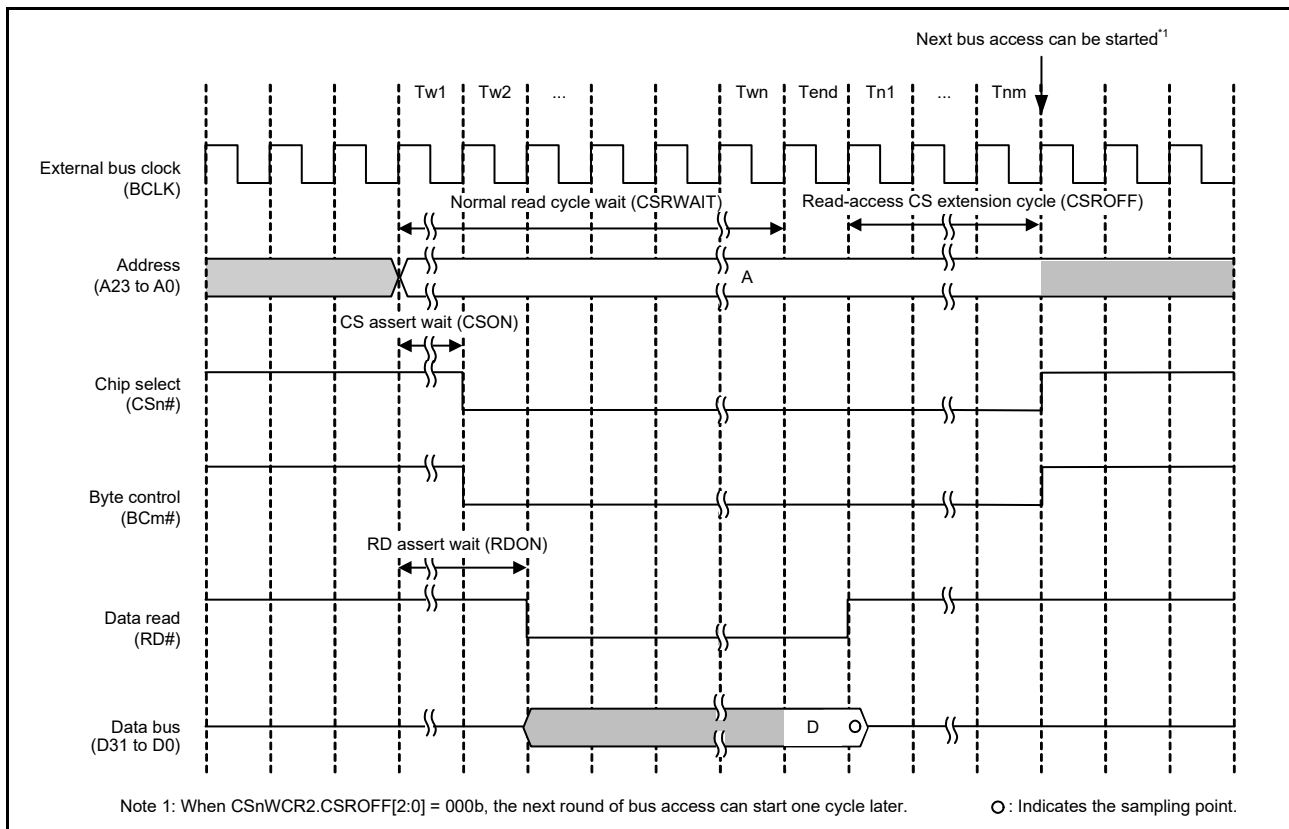 Next bus access can be started*1
Tw1 Tw2 ... Twn Tend Tn1 ... Tnm
External bus clock
(BCLK)
Normal read cycle wait (CSRWAIT)
Read-access CS extension cycle (CSROFF)
Address
(A23 to A0)
A
CS assert wait (CSON)
Chip select
(CSn#)
Byte control
(BCm#)
RD assert wait (RDON)
Data read
(RD#)
Data bus
(D31 to D0)
D
Note 1: When CSnWCR2.CSROFF[2:0] = 000b, the next round of bus access can start one cycle later.
: Indicates the sampling point.